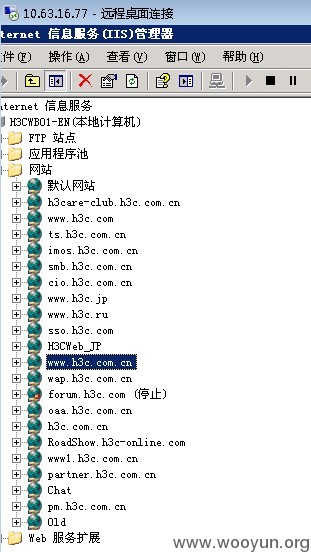 10.63.16.77 - 远程桌面连接
nternet 信息服务(IIS)管理器
件(F) 操作(A) 查看(V) 窗口(W) 帮助(H)
nternet 信息服务
H3CWB01-EN(本地计算机)
FTP 站点
应用程序池
网站
默认网站
h3care-club.h3c.com.cn
www.h3c.com
ts.h3c.com.cn
imos.h3c.com.cn
smb.h3c.com.cn
cio.h3c.com.cn
www.h3c.jp
www.h3c.ru
sso.h3c.com
H3CWeb_JP
www.h3c.com.cn
wap.h3c.com.cn
forum.h3c.com (停止)
oaa.h3c.com.cn
h3c.com.cn
RoadShow.h3c-online.com
www1.h3c.com.cn
partner.h3c.com.cn
Chat
pm.h3c.com.cn
Old
Web 服务扩展
www.wooyun.org